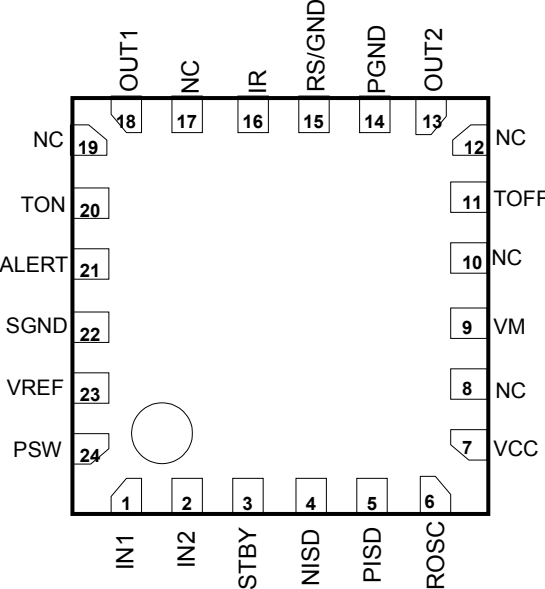 OUT1 NC IR RS/GND PGND OUT2
18 17 16 15 14 13
NC 19 12 NC
TON 20 11 TOFF
ALERT 21 10 NC
SGND 22 9 VM
VREF 23 8 NC
PSW 24 7 VCC
1 2 3 4 5 6
IN1 IN2 STBY NISD PISD ROSC